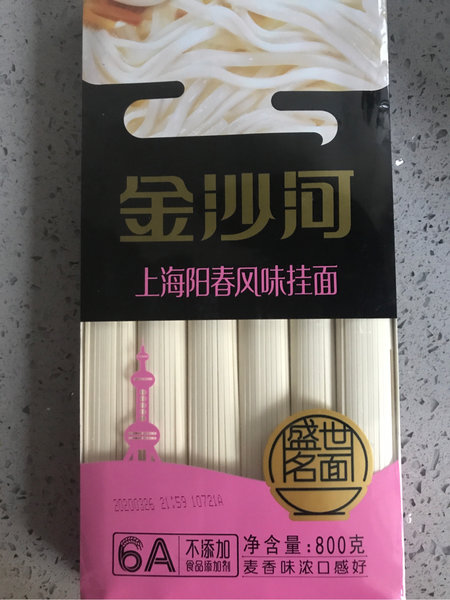 金沙河
上海阳春风味挂面
盛世
名面
20200326 21:59 10721A
6A
不添加
食品添加剂
净含量:800克
麦香味浓口感好